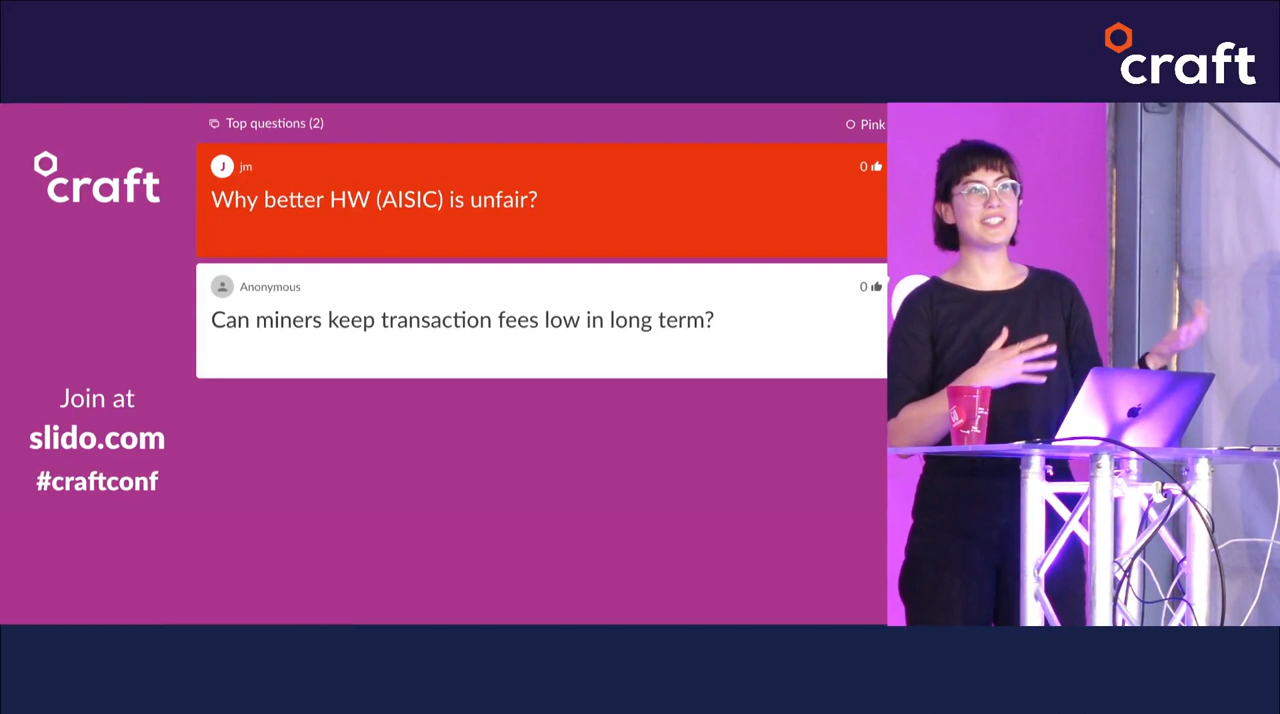 craft
Top questions (2)
Pink
craft
J jm
0
Why better HW (AISIC) is unfair?
Anonymous
0
Can miners keep transaction fees low in long term?
Join at
slido.com
#craftconf